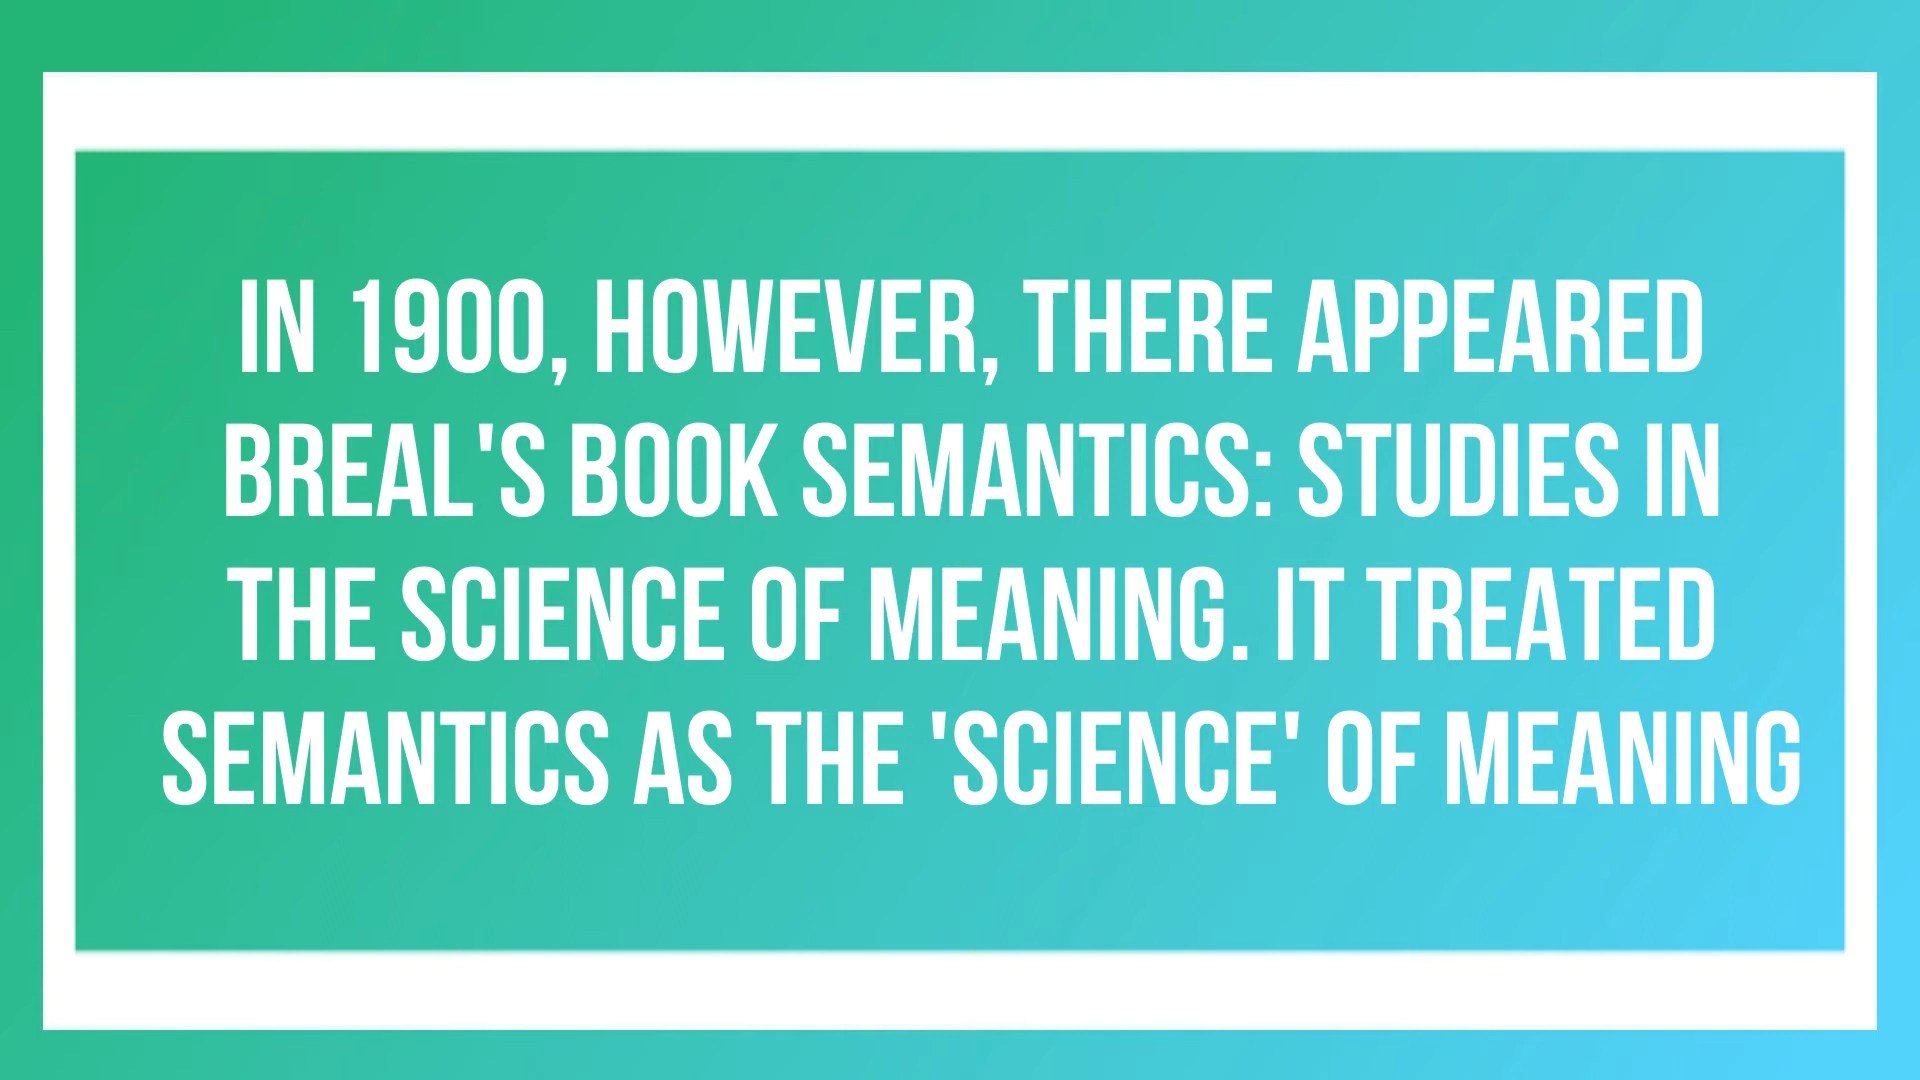 IN 1900, HOWEVER, THERE APPEARED
BREAL'S BOOK SEMANTICS: STUDIES IN
THE SCIENCE OF MEANING. IT TREATED
SEMANTICS AS THE 'SCIENCE' OF MEANING